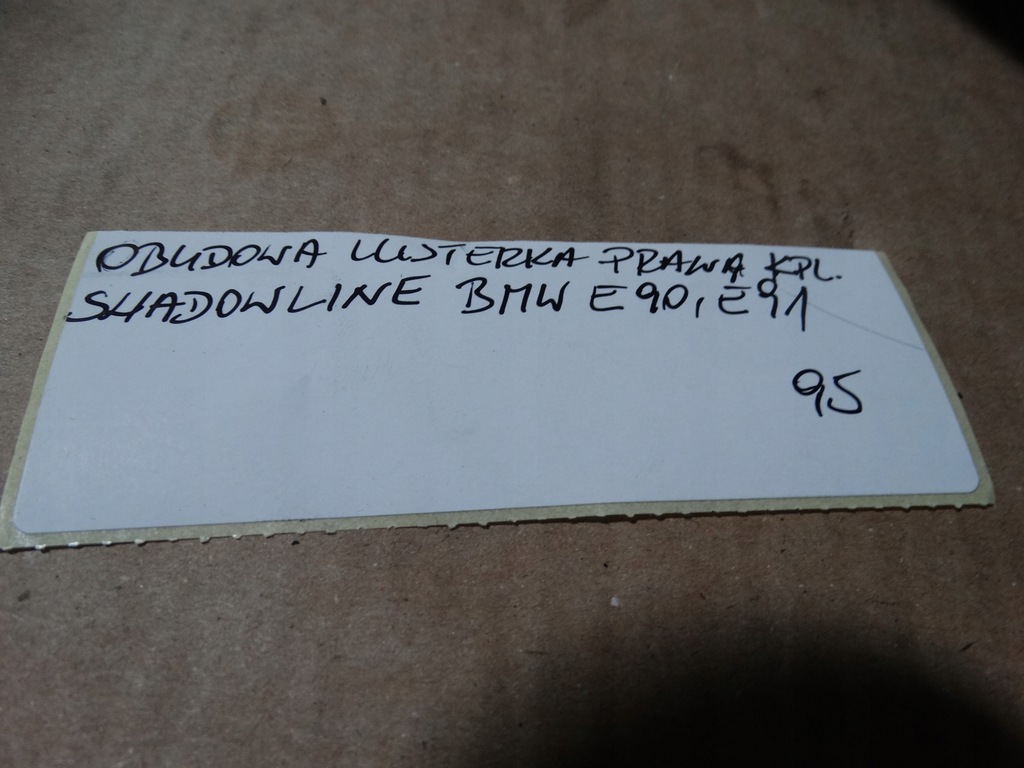 OBUDOWA LUSTERKA PRAWA KPL.
SHADOWLINE BMW E90, E91
95